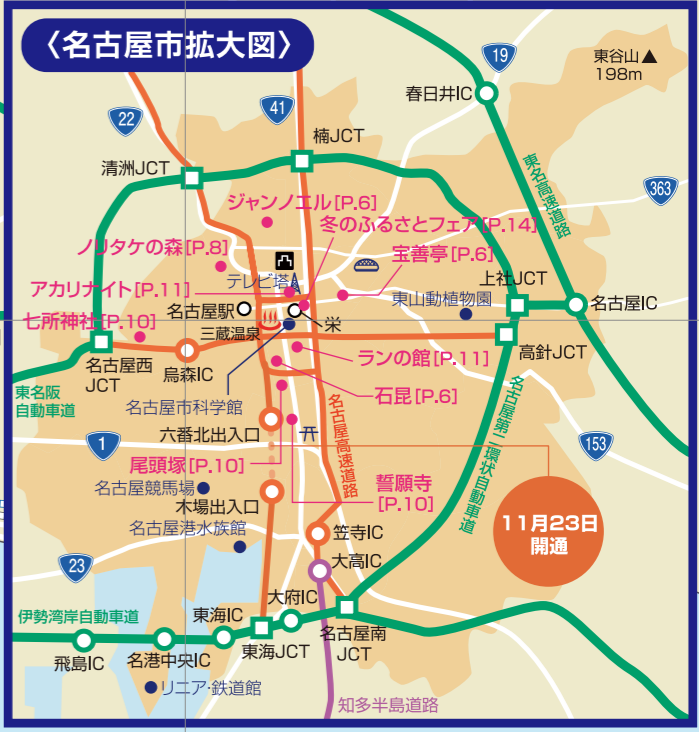 〈名古屋市拡大図〉
東谷山▲
198m
19
春日井IC
41
22
楠JCT
清洲JCT
東名高速道路
363
ジャンノエル[P.6]
冬のふるさとフェア[P.14]
ノリタケの森[P.8]
宝善亭[P.6]
テレビ塔
上社JCT
アカリナイト[P.11]
東山動植物園
名古屋駅
栄
名古屋IC
七所神社[P.10]
三蔵温泉
高針JCT
名古屋西
JCT
烏森IC
ランの館[P.11]
東名阪
自動車道
名古屋市科学館
石昆[P.6]
名古屋高速道路
名古屋第二環状自動車道
六番北出入口
1
153
尾頭塚[P.10]
誓願寺
[P.10]
名古屋競馬場
木場出入口
11月23日
開通
名古屋港水族館
笠寺IC
大高IC
23
大府IC
伊勢湾岸自動車道
東海IC
名古屋南
JCT
東海JCT
飛島IC
名港中央IC
リニア・鉄道館
知多半島道路